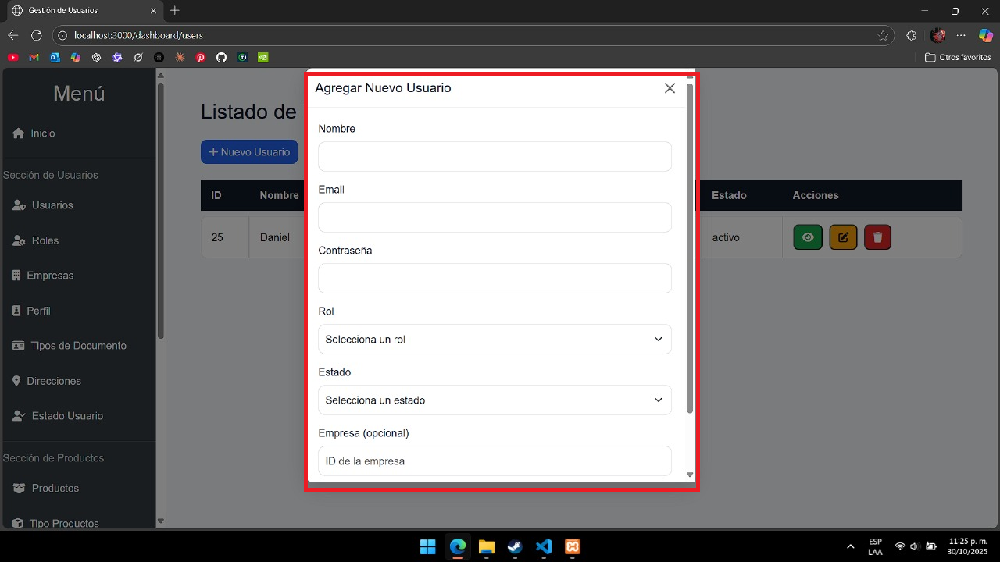 Gestión de Usuarios
localhost:3000/dashboard/users
Otros favoritos
Menú
Inicio
Sección de Usuarios
Usuarios
Roles
Empresas
Perfil
Tipos de Documento
Direcciones
Estado Usuario
Sección de Productos
Productos
Tipo Productos
Listado de
+ Nuevo Usuario
ID Nombre Estado Acciones
25 Daniel activo
Agregar Nuevo Usuario
Nombre
Email
Contraseña
Rol
Selecciona un rol
Estado
Selecciona un estado
Empresa (opcional)
ID de la empresa
ESP
LAA
11:25 p. m.
30/10/2025